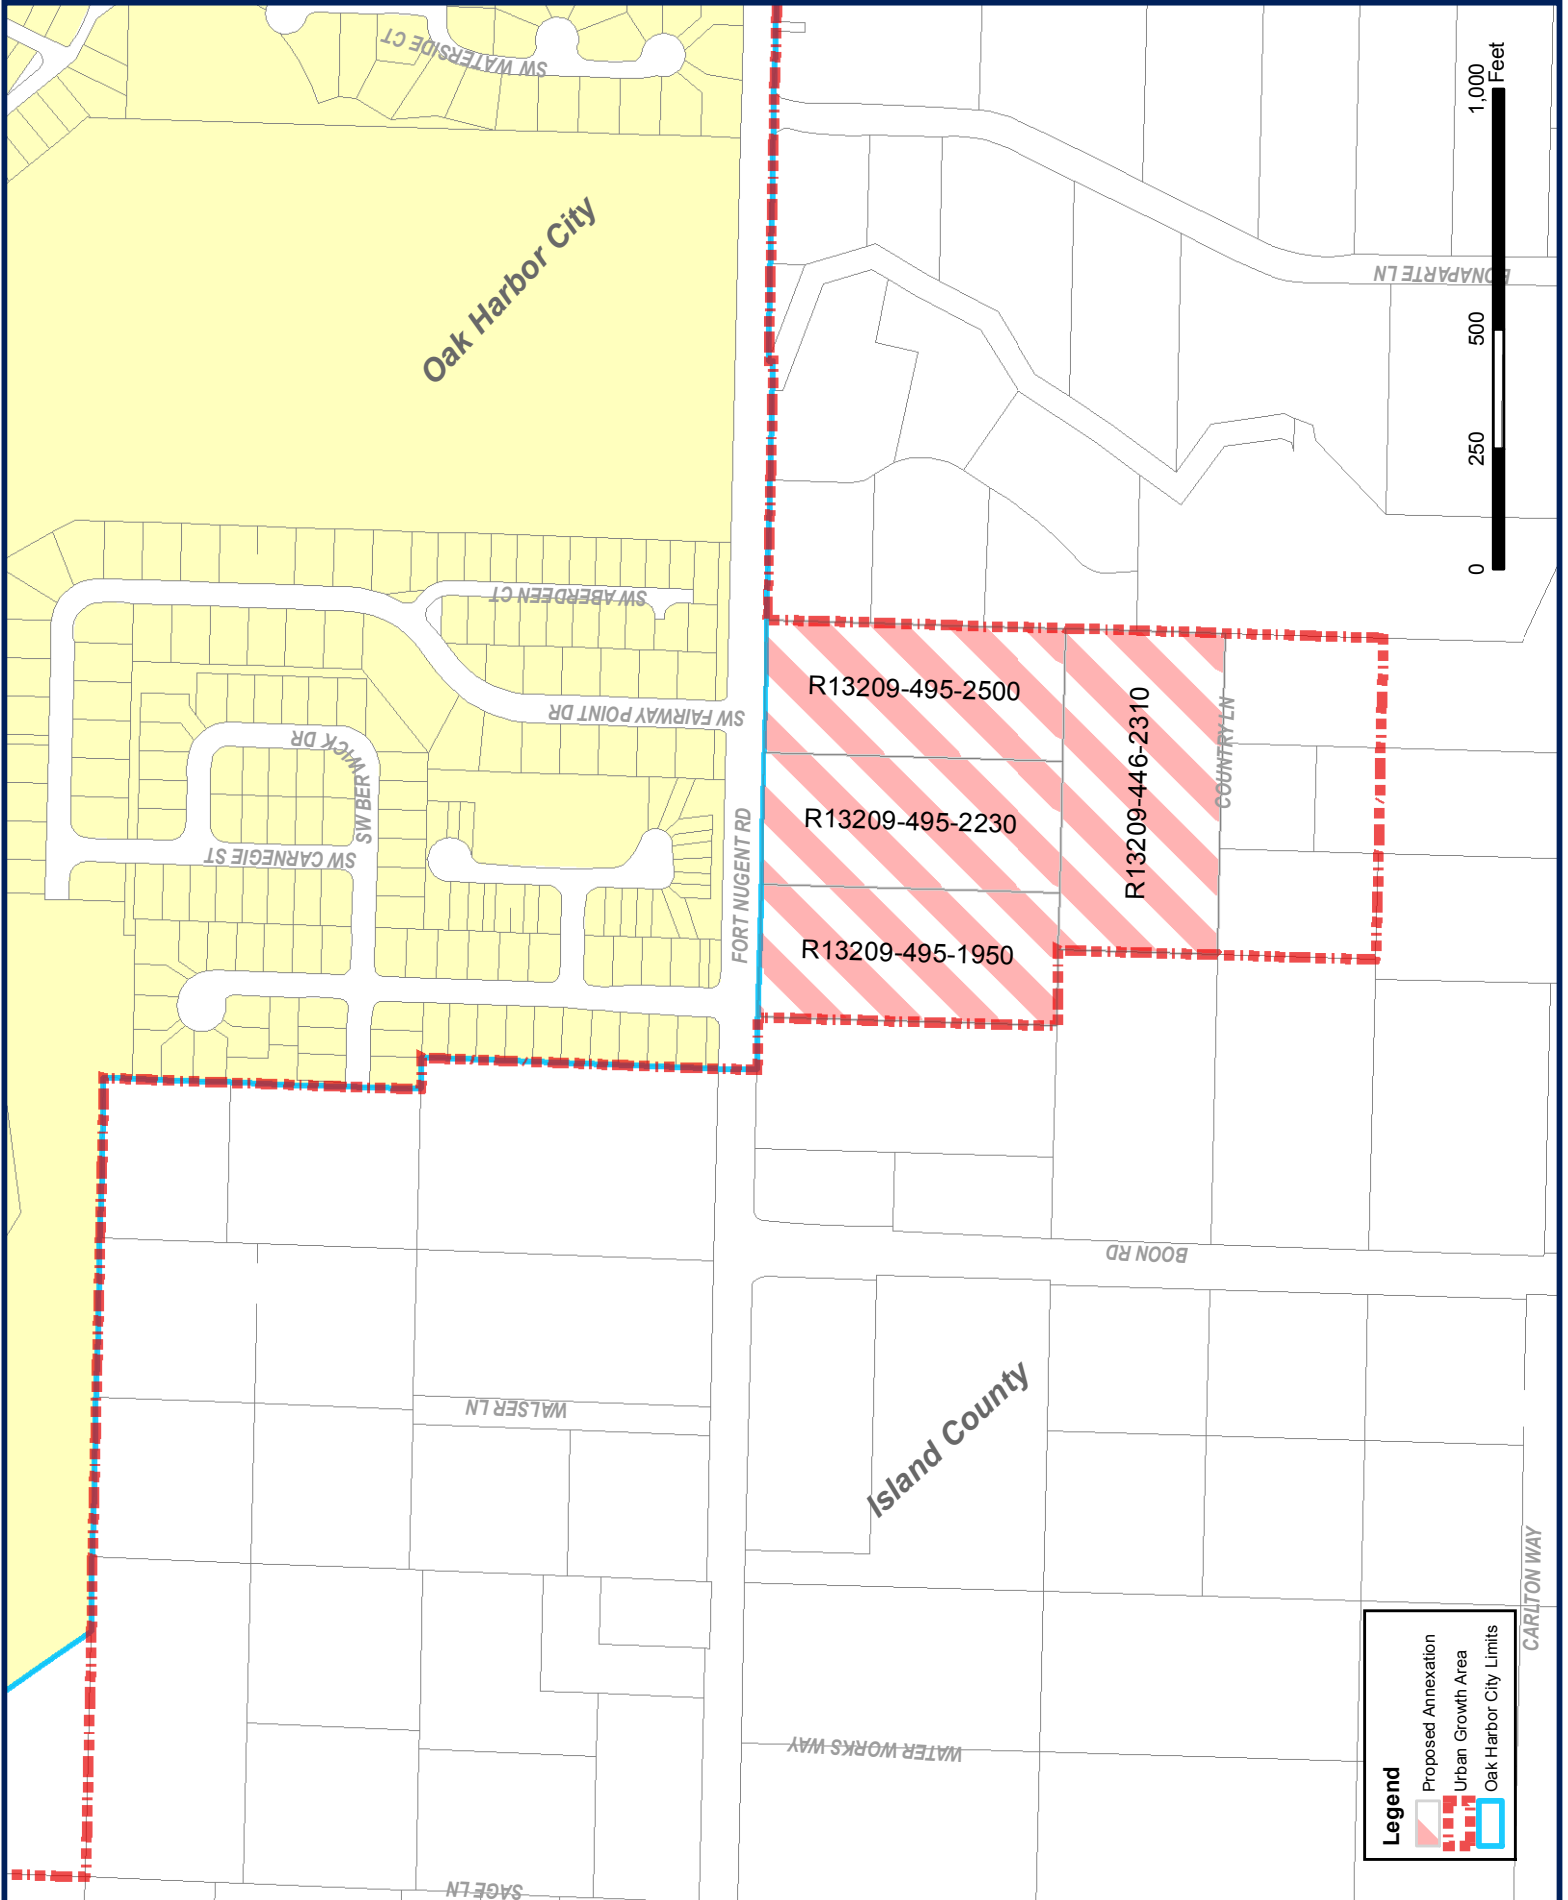 SW WATERSIDE CT
Oak Harbor City
SW ABERDEEN CT
SW FAIRWAY POINT DR
SW BERWICK DR
SW CARNEGIE ST
FORT NUGENT RD
BONAPARTE LN
R13209-495-2500
R13209-495-2230
R13209-495-1950
R13209-446-2310
COUNTRY LN
BOON RD
WALSER LN
Island County
WATER WORKS WAY
SAGE LN
CARLTON WAY
0 250 500 1,000
Feet
Legend
Proposed Annexation
Urban Growth Area
Oak Harbor City Limits